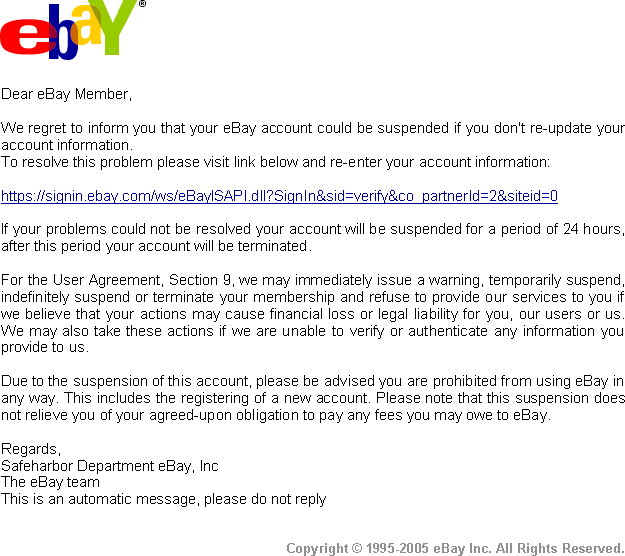 ebaY®
Dear eBay Member,
We regret to inform you that your eBay account could be suspended if you don't re-update your
account information.
To resolve this problem please visit link below and re-enter your account information:
https://signin.ebay.com/ws/eBayISAPI.dll?SignIn&sid=verify&co_partnerId=2&siteid=0
If your problems could not be resolved your account will be suspended for a period of 24 hours,
after this period your account will be terminated.
For the User Agreement, Section 9, we may immediately issue a warning, temporarily suspend,
indefinitely suspend or terminate your membership and refuse to provide our services to you if
we believe that your actions may cause financial loss or legal liability for you, our users or us.
We may also take these actions if we are unable to verify or authenticate any information you
provide to us.
Due to the suspension of this account, please be advised you are prohibited from using eBay in
any way. This includes the registering of a new account. Please note that this suspension does
not relieve you of your agreed-upon obligation to pay any fees you may owe to eBay.
Regards,
Safeharbor Department eBay, Inc
The eBay team
This is an automatic message, please do not reply
Copyright © 1995-2005 eBay Inc. All Rights Reserved.